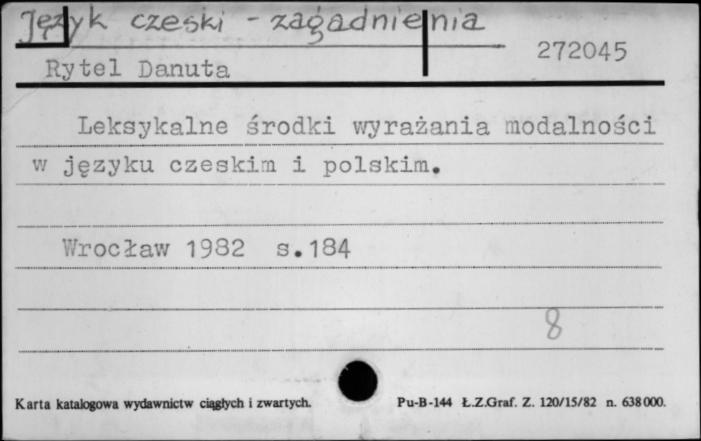 Język czeski - zagadnienia
272045
Rytel Danuta
Leksykalne środki wyrażania modalności
w języku czeskim i polskim.
Wrocław 1982 s.184
8
Karta katalogowa wydawnictw ciągłych i zwartych. Pu-B-144 Ł.Z.Graf. Z. 120/15/82 n. 638000.